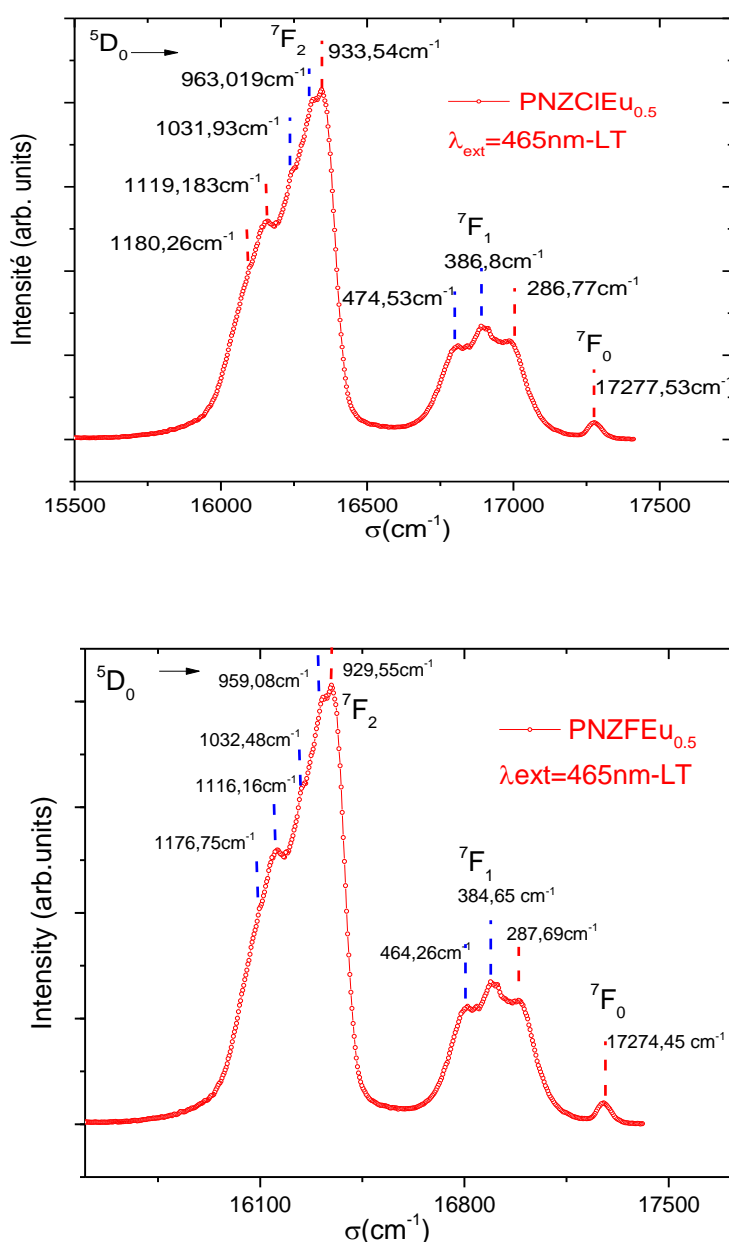 ⁵D₀
⁷F₂
933,54cm⁻¹
963,019cm⁻¹
1031,93cm⁻¹
1119,183cm⁻¹
1180,26cm⁻¹
PNZClEu₀.₅
λₑₓₜ=465nm-LT
⁷F₁
386,8cm⁻¹
474,53cm⁻¹
286,77cm⁻¹
⁷F₀
17277,53cm⁻¹
Intensité (arb. units)
15500 16000 16500 17000 17500
σ(cm⁻¹)
⁵D₀
959,08cm⁻¹
929,55cm⁻¹
⁷F₂
1032,48cm⁻¹
1116,16cm⁻¹
1176,75cm⁻¹
PNZFEu₀.₅
λext=465nm-LT
⁷F₁
384,65 cm⁻¹
464,26cm⁻¹
287,69cm⁻¹
⁷F₀
17274,45 cm⁻¹
Intensity (arb.units)
16100 16800 17500
σ(cm⁻¹)